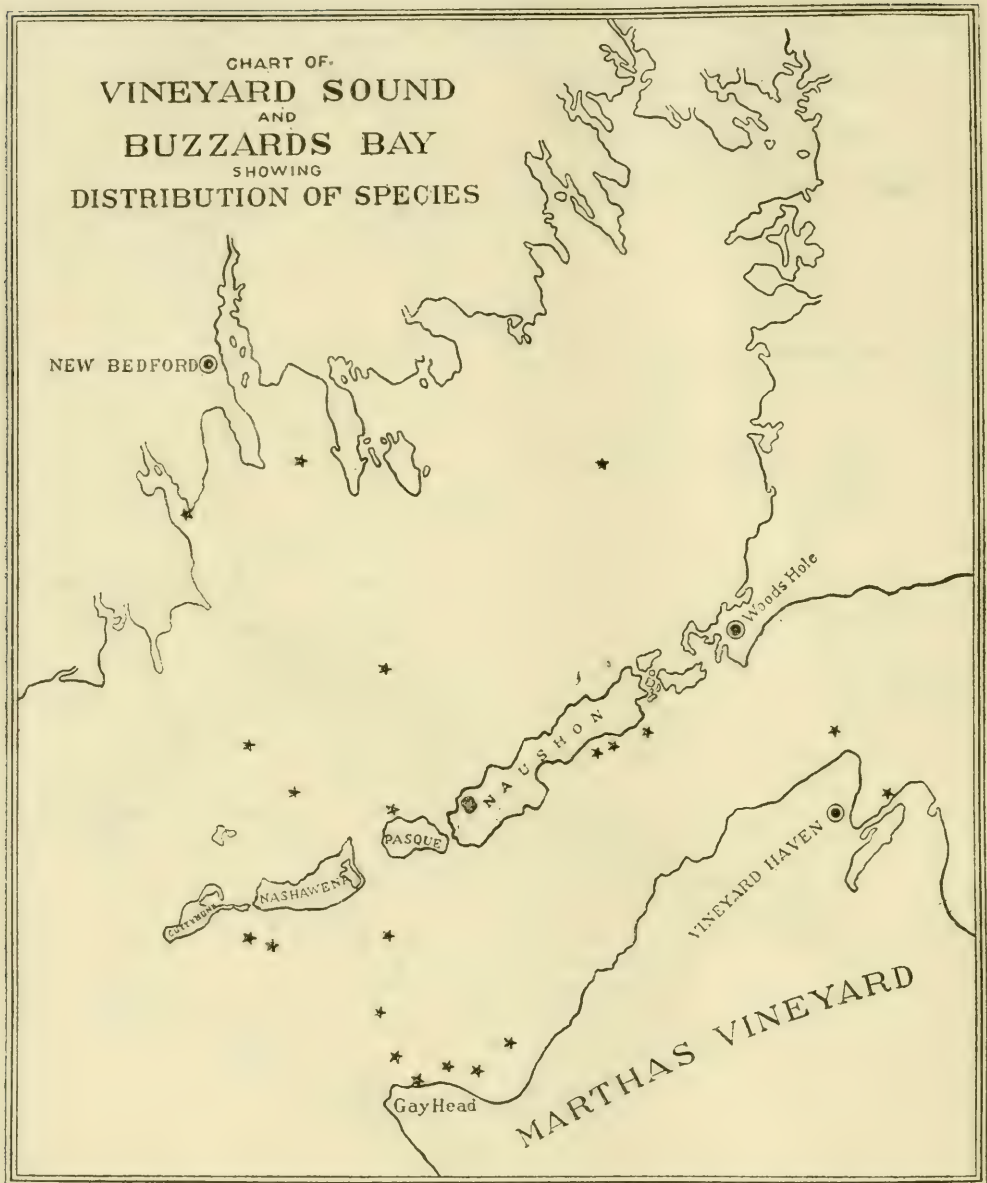 CHART OF
VINEYARD SOUND
AND
BUZZARDS BAY
SHOWING
DISTRIBUTION OF SPECIES
NEW BEDFORD
Woods Hole
NAUSHON
PASQUE
NASHAWENA
CUTTYHUNK
VINEYARD HAVEN
MARTHAS VINEYARD
Gay Head